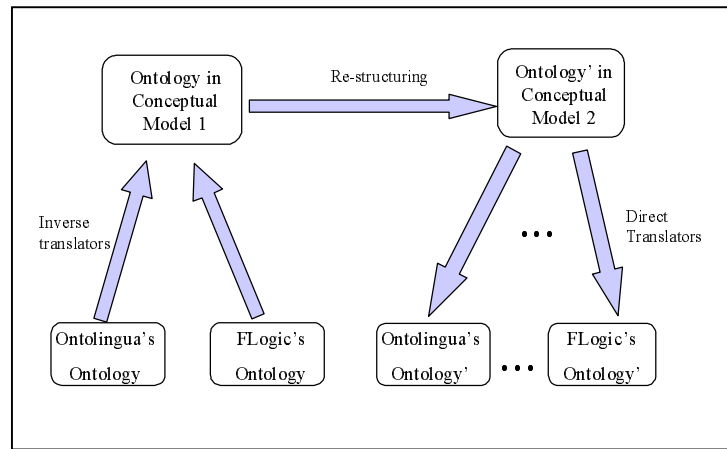 Ontology in
Conceptual
Model 1
Re-structuring
Ontology’ in
Conceptual
Model 2
Inverse
translators
• • •
Direct
Translators
Ontolingua’s
Ontology
FLogic’s
Ontology
Ontolingua’s
Ontology’
• • •
FLogic’s
Ontology’